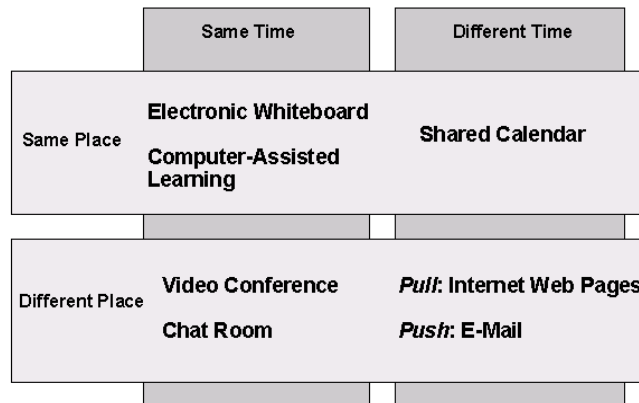 Same Time
Different Time
Same Place
Electronic Whiteboard
Computer-Assisted
Learning
Shared Calendar
Different Place
Video Conference
Chat Room
Pull: Internet Web Pages
Push: E-Mail